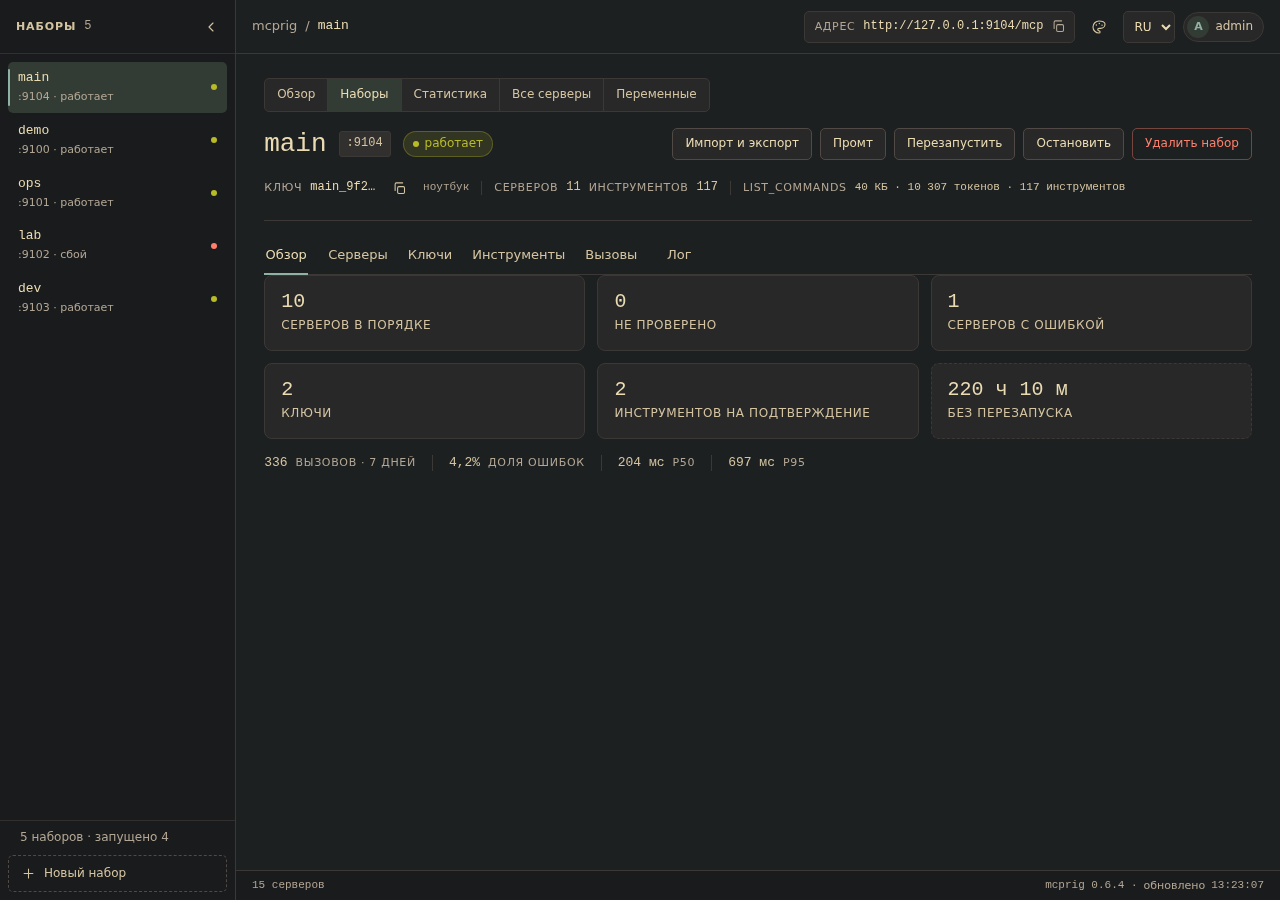 НАБОРЫ 5
mcprig / main
АДРЕС http://127.0.0.1:9104/mcp
RU
A admin
main
:9104 · работает
demo
:9100 · работает
ops
:9101 · работает
lab
:9102 · сбой
dev
:9103 · работает
5 наборов · запущено 4
Новый набор
Обзор Наборы Статистика Все серверы Переменные
main :9104 работает
Импорт и экспорт Промт Перезапустить Остановить Удалить набор
КЛЮЧ main_9f2… ноутбук СЕРВЕРОВ 11 ИНСТРУМЕНТОВ 117 LIST_COMMANDS 40 КБ · 10 307 токенов · 117 инструментов
Обзор Серверы Ключи Инструменты Вызовы Лог
10
СЕРВЕРОВ В ПОРЯДКЕ
0
НЕ ПРОВЕРЕНО
1
СЕРВЕРОВ С ОШИБКОЙ
2
КЛЮЧИ
2
ИНСТРУМЕНТОВ НА ПОДТВЕРЖДЕНИЕ
220 ч 10 м
БЕЗ ПЕРЕЗАПУСКА
336 ВЫЗОВОВ · 7 ДНЕЙ 4,2% ДОЛЯ ОШИБОК 204 мс P50 697 мс P95
15 серверов
mcprig 0.6.4 · обновлено 13:23:07